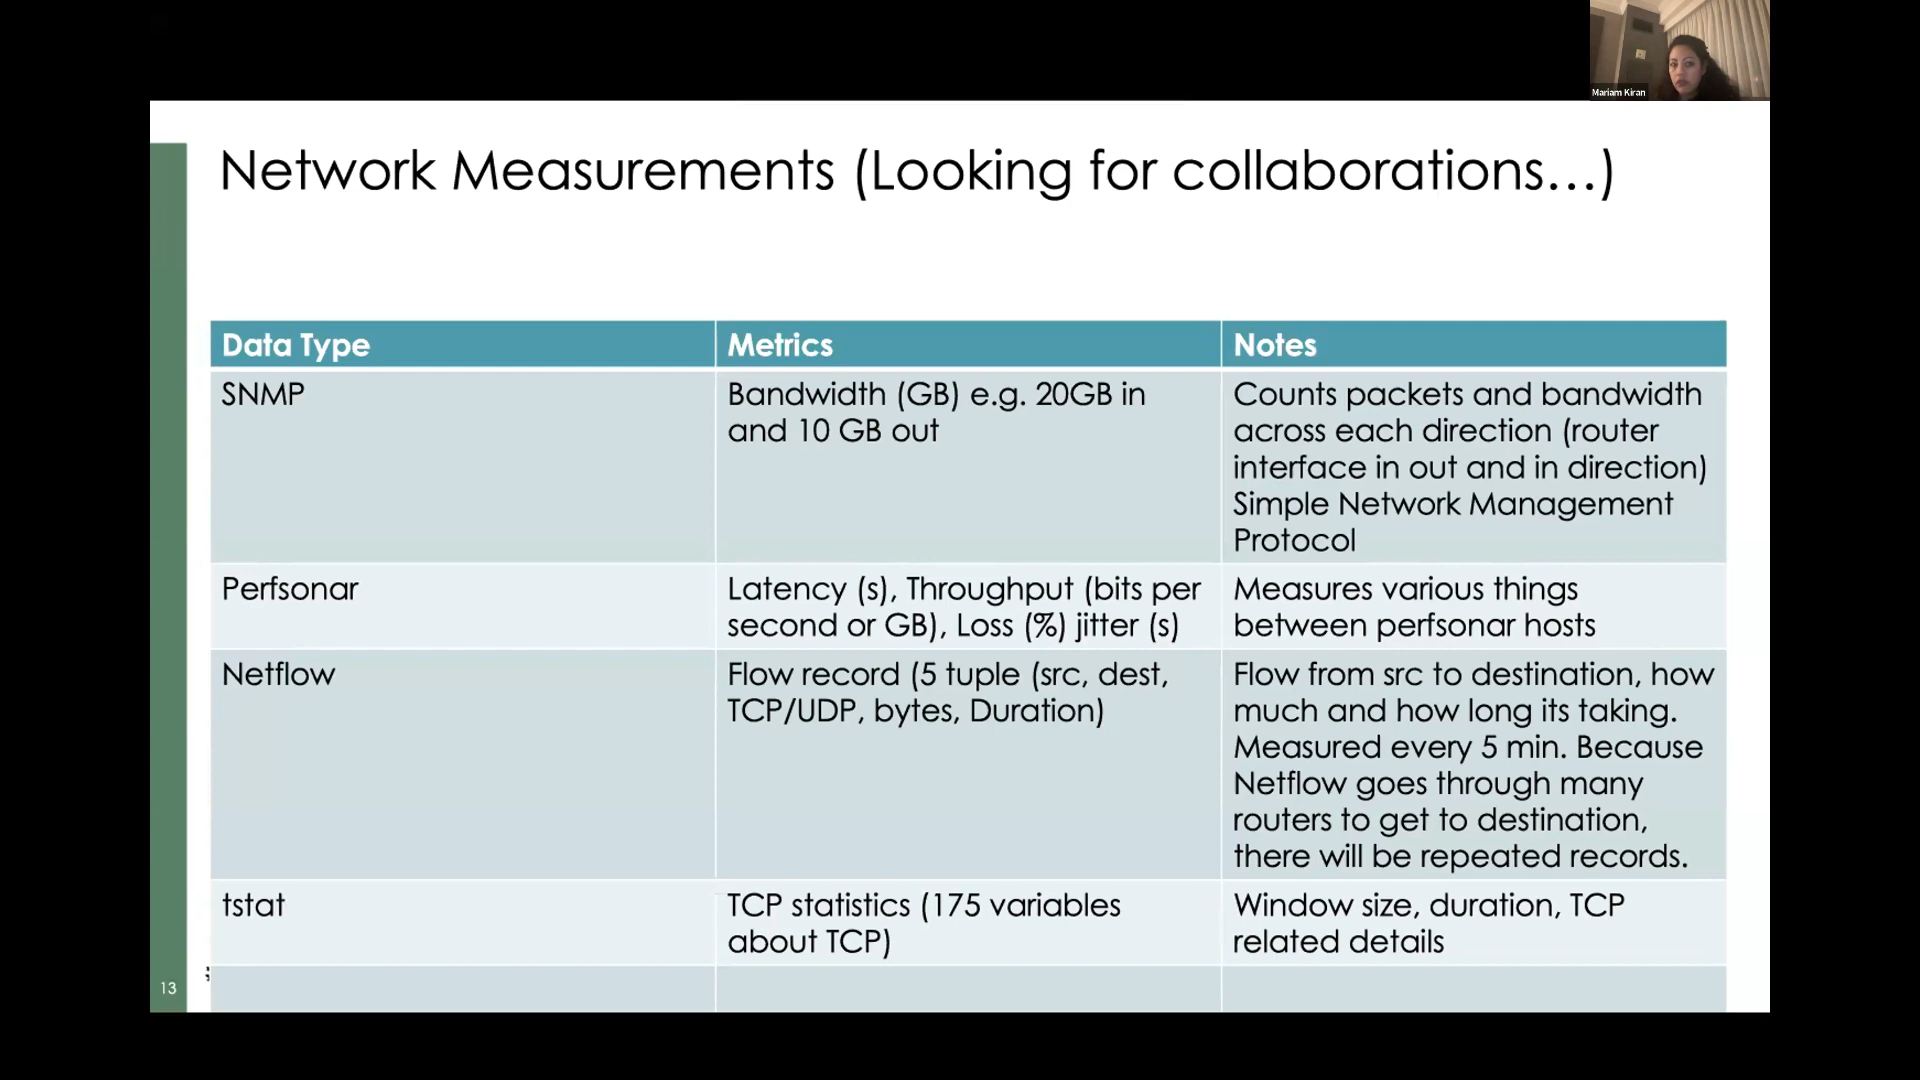 Mariam Kiran
Network Measurements (Looking for collaborations...)
Data Type
Metrics
Notes
SNMP
Bandwidth (GB) e.g. 20GB in
and 10 GB out
Counts packets and bandwidth
across each direction (router
interface in out and in direction)
Simple Network Management
Protocol
Perfsonar
Latency (s), Throughput (bits per
second or GB), Loss (%) jitter (s)
Measures various things
between perfsonar hosts
Netflow
Flow record (5 tuple (src, dest,
TCP/UDP, bytes, Duration)
Flow from src to destination, how
much and how long its taking.
Measured every 5 min. Because
Netflow goes through many
routers to get to destination,
there will be repeated records.
tstat
TCP statistics (175 variables
about TCP)
Window size, duration, TCP
related details
13